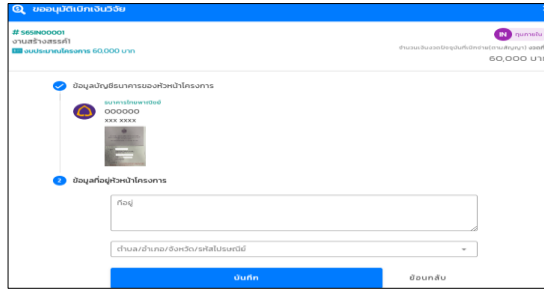 ขออนุมัติเบิกเงินวิจัย
# S65IN00001
IN ทุนภายใน
งานสร้างสรรค์1
งบประมาณโครงการ 60,000 บาท
60,000 บาท
ข้อมูลบัญชีธนาคารของหัวหน้าโครงการ
ธนาคารไทยพาณิชย์
000000
xxx xxxx
2 ข้อมูลที่อยู่หัวหน้าโครงการ
ที่อยู่
ตำบล/อำเภอ/จังหวัด/รหัสไปรษณีย์
บันทึก ย้อนกลับ